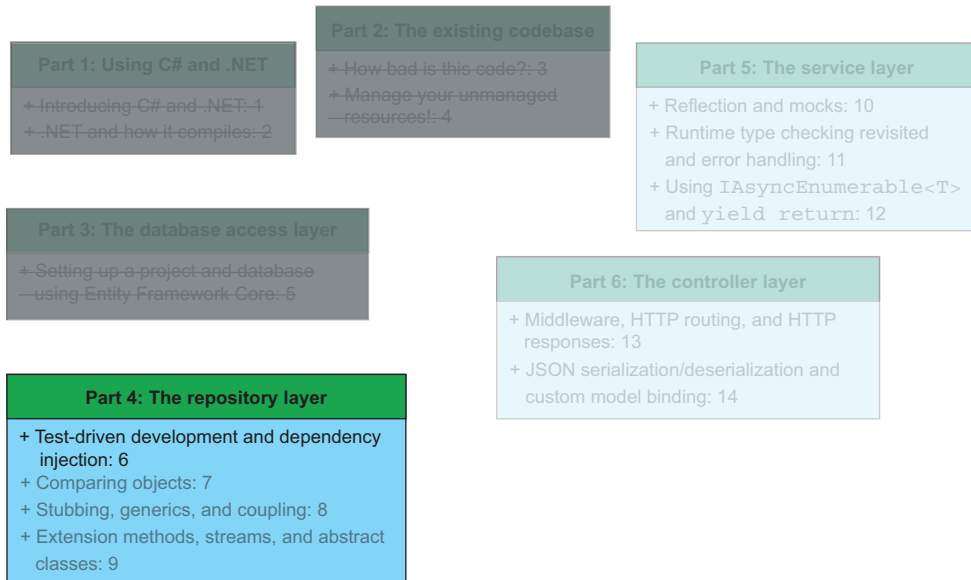 Part 1: Using C# and .NET
+ Introducing C# and .NET: 1
+ .NET and how it compiles: 2
Part 2: The existing codebase
+ How bad is this code?: 3
+ Manage your unmanaged
resources!: 4
Part 5: The service layer
+ Reflection and mocks: 10
+ Runtime type checking revisited
and error handling: 11
+ Using IAsyncEnumerable<T>
and yield return: 12
Part 3: The database access layer
+ Setting up a project and database
using Entity Framework Core: 5
Part 6: The controller layer
+ Middleware, HTTP routing, and HTTP
responses: 13
+ JSON serialization/deserialization and
custom model binding: 14
Part 4: The repository layer
+ Test-driven development and dependency
injection: 6
+ Comparing objects: 7
+ Stubbing, generics, and coupling: 8
+ Extension methods, streams, and abstract
classes: 9